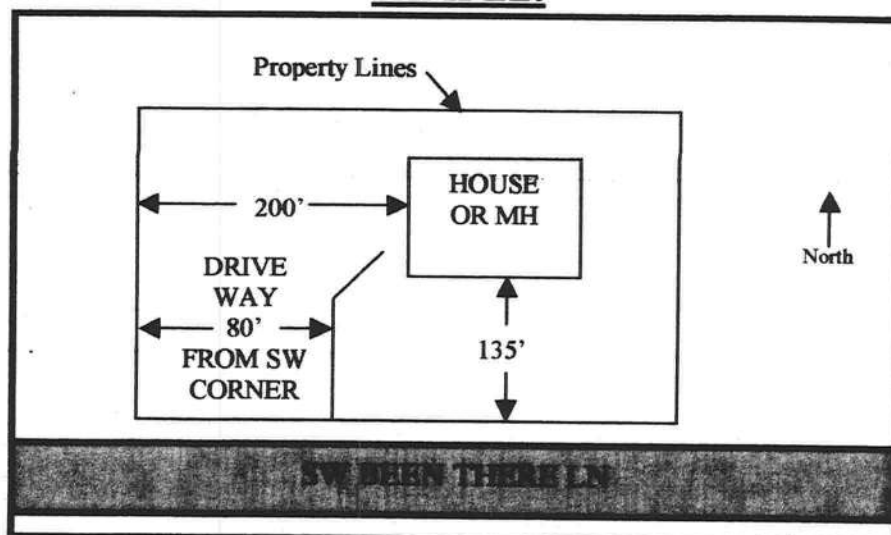 Property Lines
HOUSE
OR MH
200'
North
DRIVE
WAY
80'
FROM SW
CORNER
135'
SW BEEN THERE LN